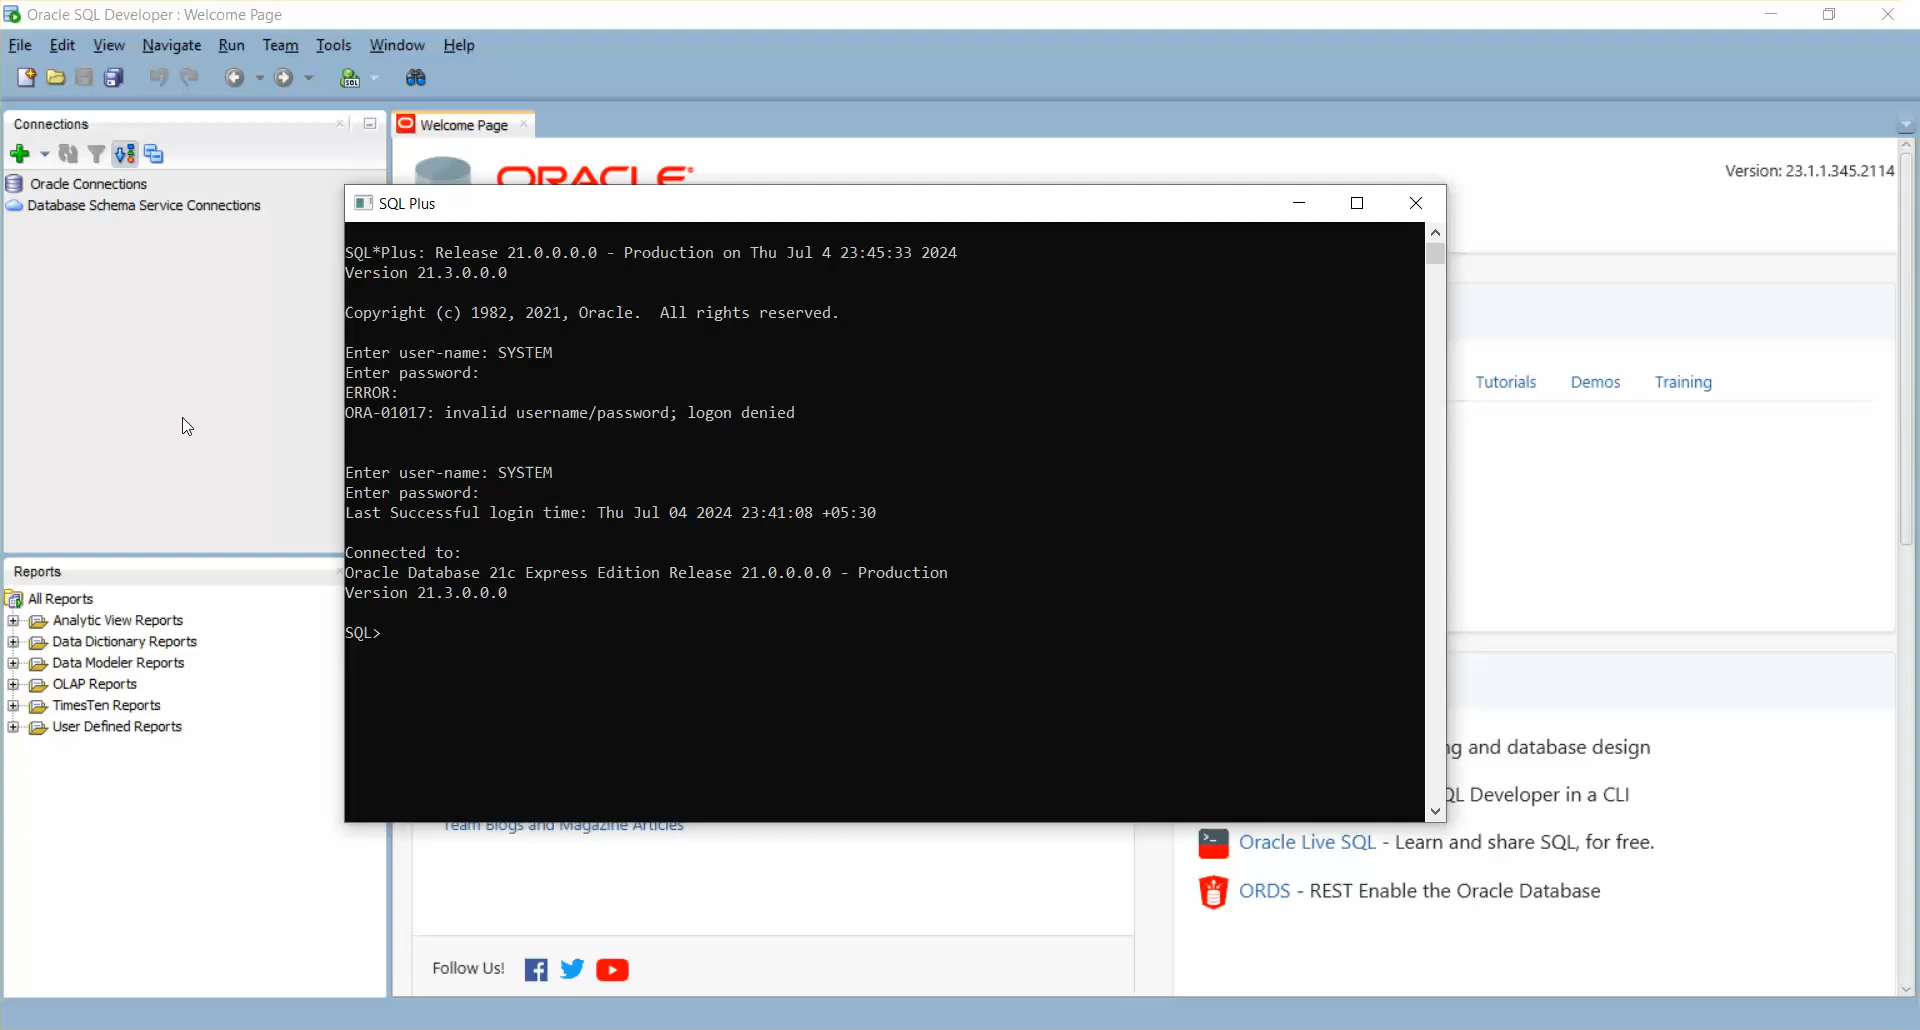 Oracle SQL Developer : Welcome Page
File Edit View Navigate Run Team Tools Window Help
Connections
Oracle Connections
Database Schema Service Connections
Reports
All Reports
Analytic View Reports
Data Dictionary Reports
Data Modeler Reports
OLAP Reports
TimesTen Reports
User Defined Reports
Welcome Page
ORACLE
Version: 23.1.1.345.2114
SQL Plus
SQL*Plus: Release 21.0.0.0.0 - Production on Thu Jul 4 23:45:33 2024
Version 21.3.0.0.0
Copyright (c) 1982, 2021, Oracle.  All rights reserved.
Enter user-name: SYSTEM
Enter password:
ERROR:
ORA-01017: invalid username/password; logon denied
Enter user-name: SYSTEM
Enter password:
Last Successful login time: Thu Jul 04 2024 23:41:08 +05:30
Connected to:
Oracle Database 21c Express Edition Release 21.0.0.0.0 - Production
Version 21.3.0.0.0
SQL>
Tutorials Demos Training
and database design
Developer in a CLI
Oracle Live SQL - Learn and share SQL, for free.
ORDS - REST Enable the Oracle Database
Team Blogs and Magazine Articles
Follow Us!